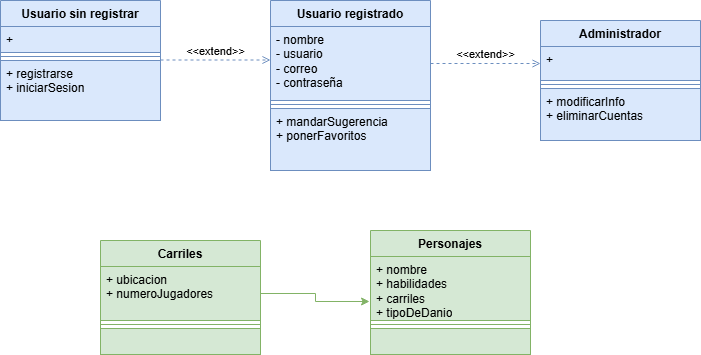 Usuario sin registrar
+
+ registrarse
+ iniciarSesion
<<extend>>
Usuario registrado
- nombre
- usuario
- correo
- contraseña
+ mandarSugerencia
+ ponerFavoritos
<<extend>>
Administrador
+
+ modificarInfo
+ eliminarCuentas
Carriles
+ ubicacion
+ numeroJugadores
Personajes
+ nombre
+ habilidades
+ carriles
+ tipoDeDanio